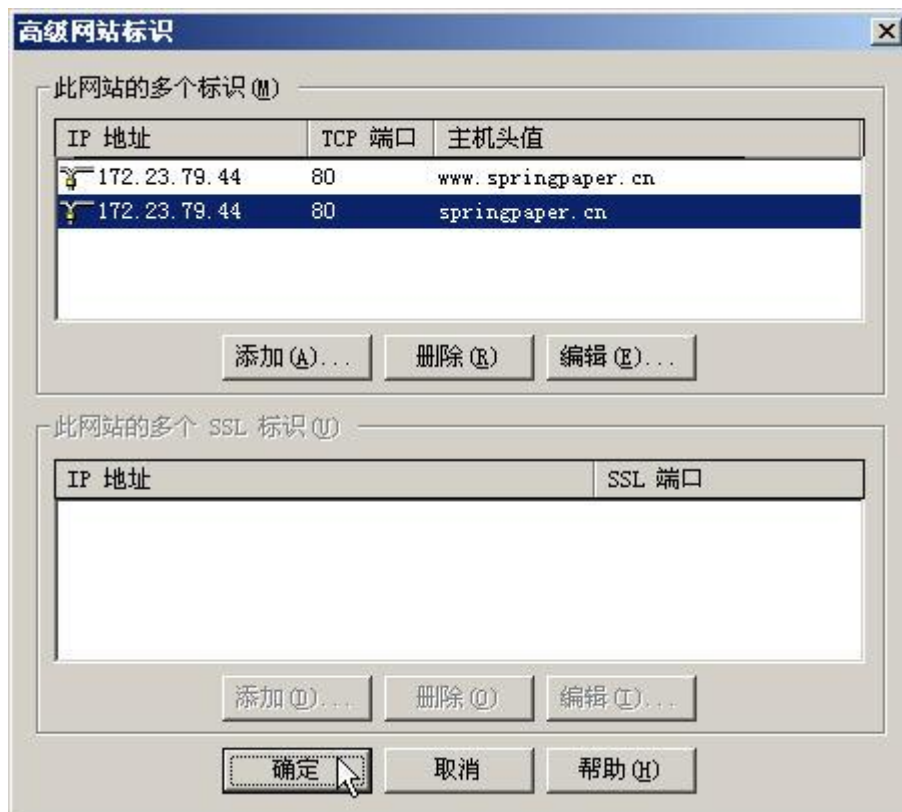 高级网站标识
此网站的多个标识(M)
IP 地址 TCP 端口 主机头值
172.23.79.44 80 www.springpaper.cn
172.23.79.44 80 springpaper.cn
添加(A)... 删除(R) 编辑(E)...
此网站的多个 SSL 标识(U)
IP 地址 SSL 端口
添加(D)... 删除(O) 编辑(I)...
确定 取消 帮助(H)